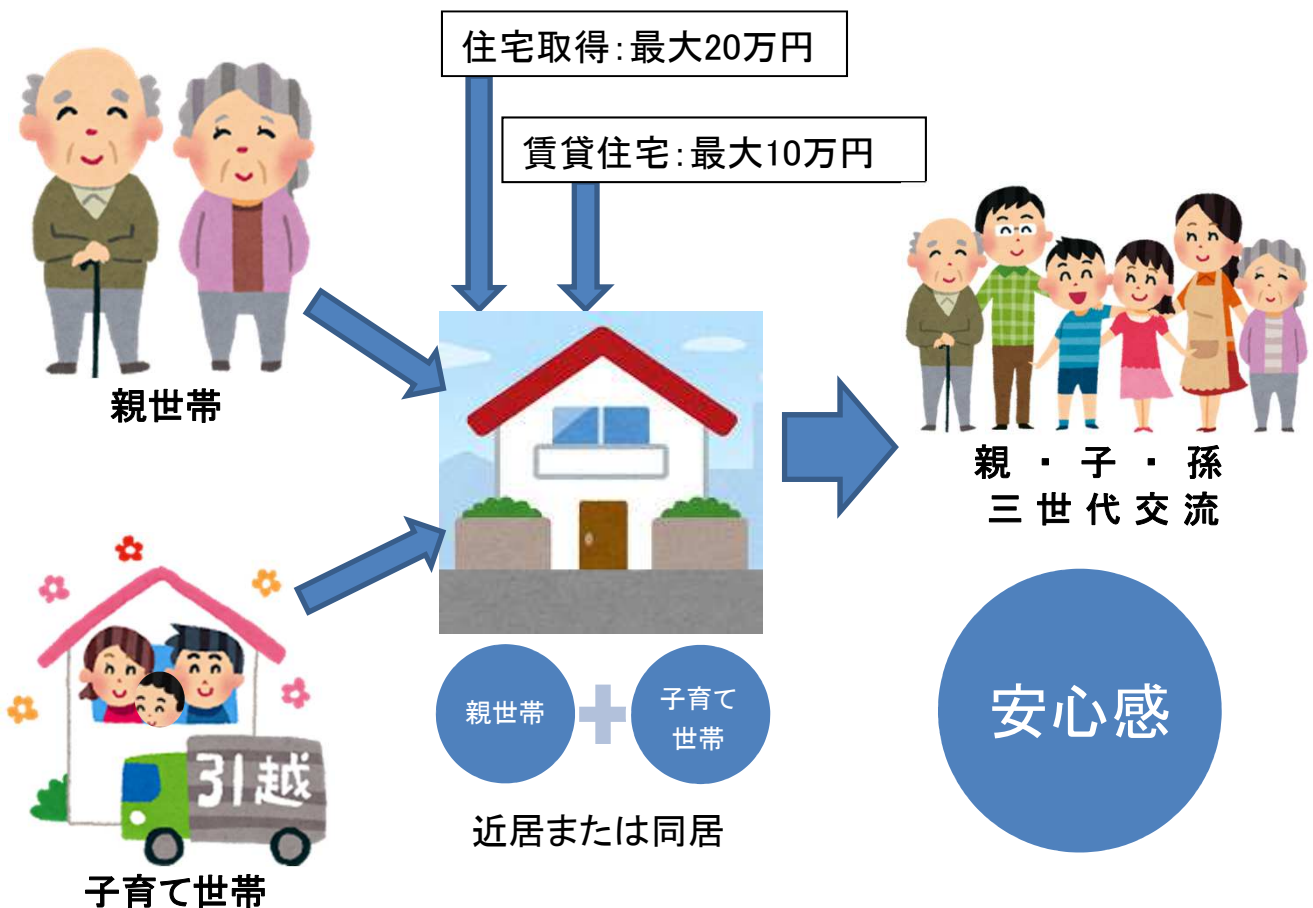 住宅取得:最大20万円
賃貸住宅:最大10万円
親世帯
親・子・孫
三世代交流
引越
子育て世帯
親世帯
子育て
世帯
近居または同居
安心感